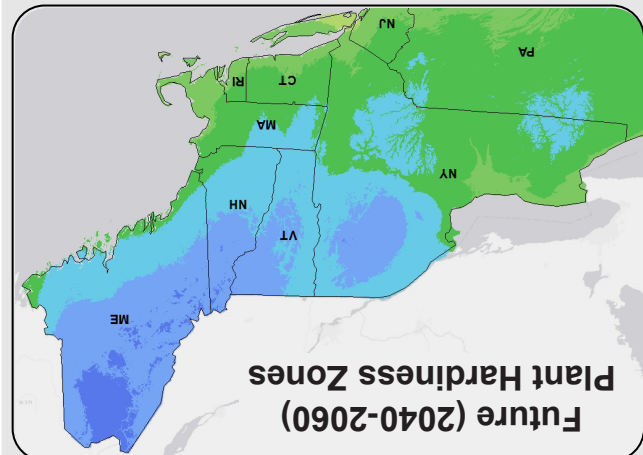 Future (2040-2060)
Plant Hardiness Zones
ME
VT
NH
NY
MA
CT
RI
PA
NJ